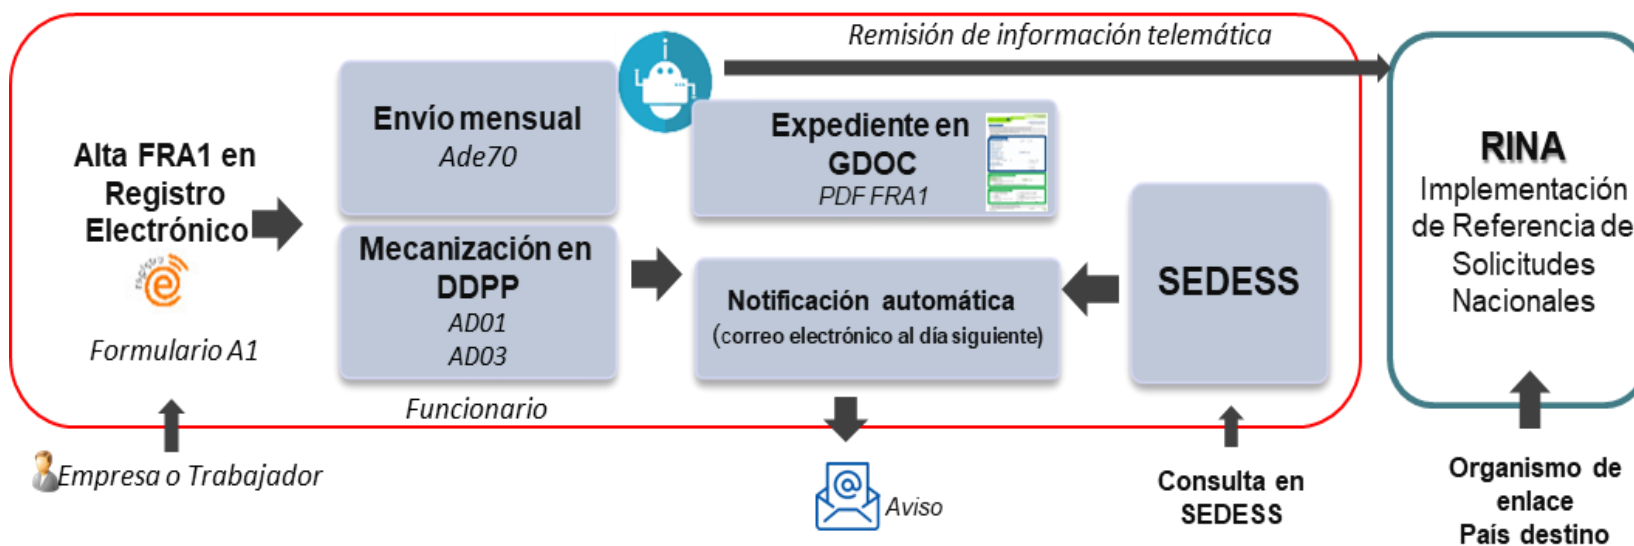 Remisión de información telemática
Alta FRA1 en
Registro
Electrónico
registro
Formulario A1
Empresa o Trabajador
Envío mensual
Ade70
Mecanización en
DDPP
AD01
AD03
Funcionario
Expediente en
GDOC
PDF FRA1
Notificación automática
(correo electrónico al día siguiente)
@
Aviso
SEDESS
Consulta en
SEDESS
RINA
Implementación
de Referencia de
Solicitudes
Nacionales
Organismo de
enlace
País destino